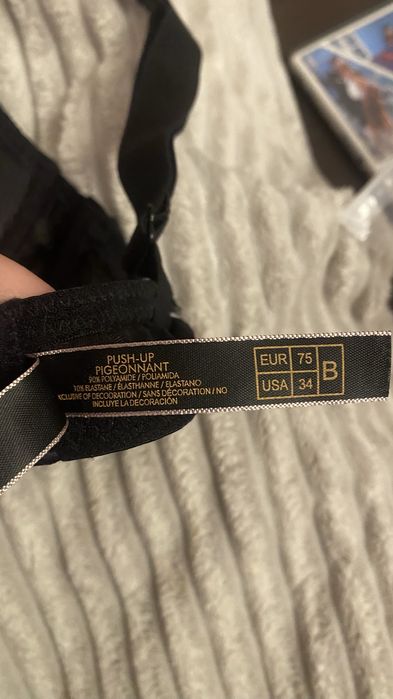 PUSH-UP
PIGEONNANT
90% POLYAMIDE / POLIAMIDA
10% ELASTANE / ÉLASTHANNE / ELASTANO
XCLUSIVE OF DECORATION / SANS DÉCORATION / NO
INCLUYE LA DECORACIÓN
EUR 75 B
USA 34